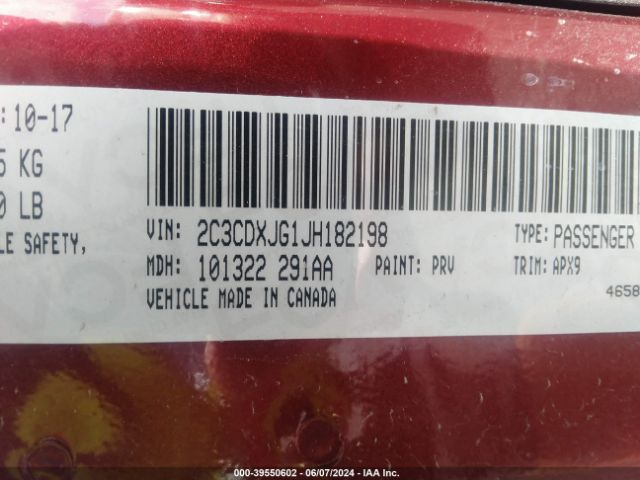 : 10-17
5 KG
0 LB
LE SAFETY,
VIN: 2C3CDXJG1JH182198
TYPE: PASSENGER
MDH: 101322 291AA
PAINT: PRV
TRIM: APX9
VEHICLE MADE IN CANADA
4658
000-39550602 | 06/07/2024 | IAA Inc.